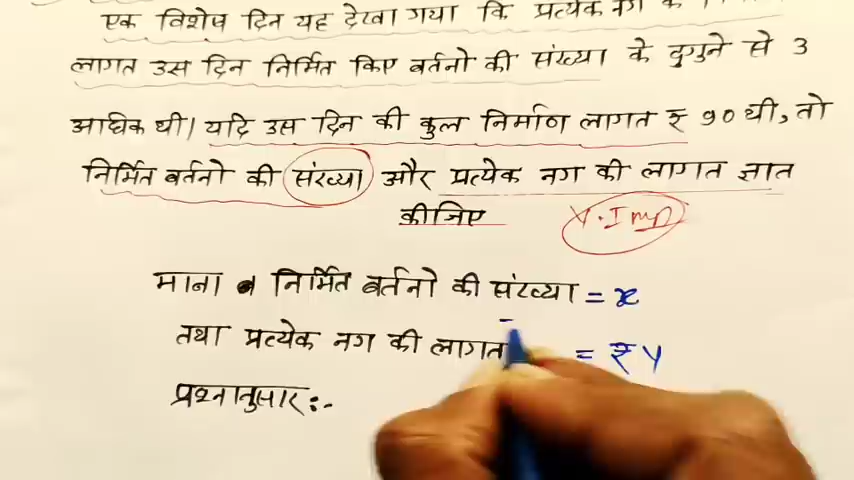 एक विशेष दिन यह देखा गया कि प्रत्येक नग
लागत उस दिन निर्मित किए बर्तनो की संख्या के दुगुने से 3
अधिक थी। यदि उस दिन की कुल निर्माण लागत ₹ 90 थी, तो
निर्मित बर्तनो की संख्या और प्रत्येक नग की लागत ज्ञात
कीजिए V.Imp
माना निर्मित बर्तनो की संख्या = x
तथा प्रत्येक नग की लागत = ₹ y
प्रश्नानुसार:-